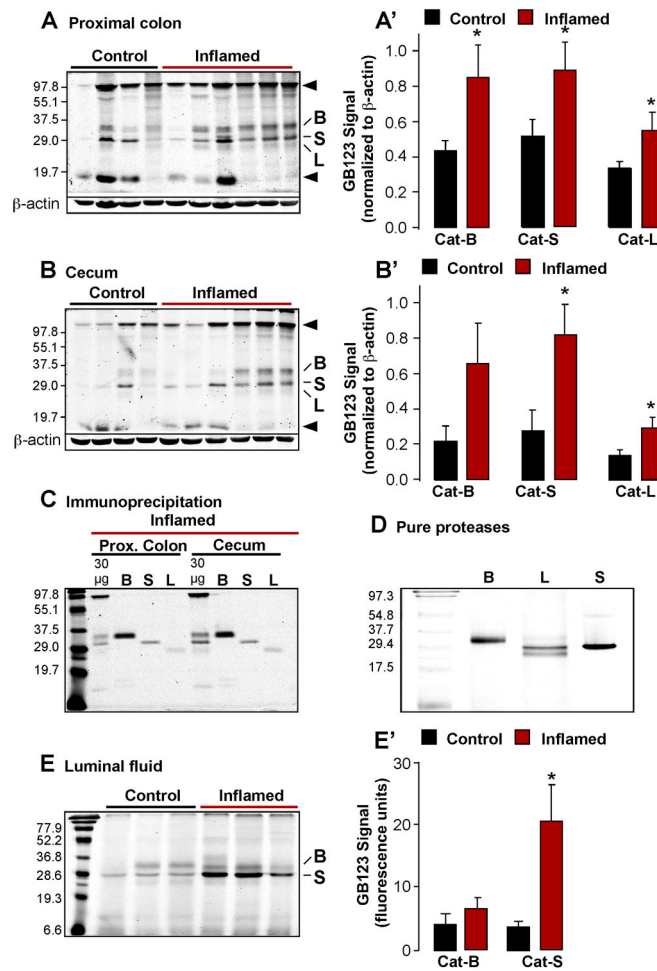 A Proximal colon
Control Inflamed
97.8
55.1
37.5
29.0
19.7
β-actin
B
S
L
A'
Control Inflamed
GB123 Signal
(normalized to β-actin)
1.0
0.8
0.6
0.4
0.2
0.0
* * *
Cat-B Cat-S Cat-L
B Cecum
Control Inflamed
97.8
55.1
37.5
29.0
19.7
β-actin
B
S
L
B'
Control Inflamed
GB123 Signal
(normalized to β-actin)
1.0
0.8
0.6
0.4
0.2
0.0
* *
Cat-B Cat-S Cat-L
C Immunoprecipitation
Inflamed
Prox. Colon Cecum
30 µg B S L 30 µg B S L
97.8
55.1
37.5
29.0
19.7
D Pure proteases
B L S
97.3
54.8
37.7
29.4
17.5
E Luminal fluid
Control Inflamed
77.9
52.2
36.8
28.6
19.3
6.6
B
S
E'
Control Inflamed
GB123 Signal
(fluorescence units)
30
20
10
0
*
Cat-B Cat-S